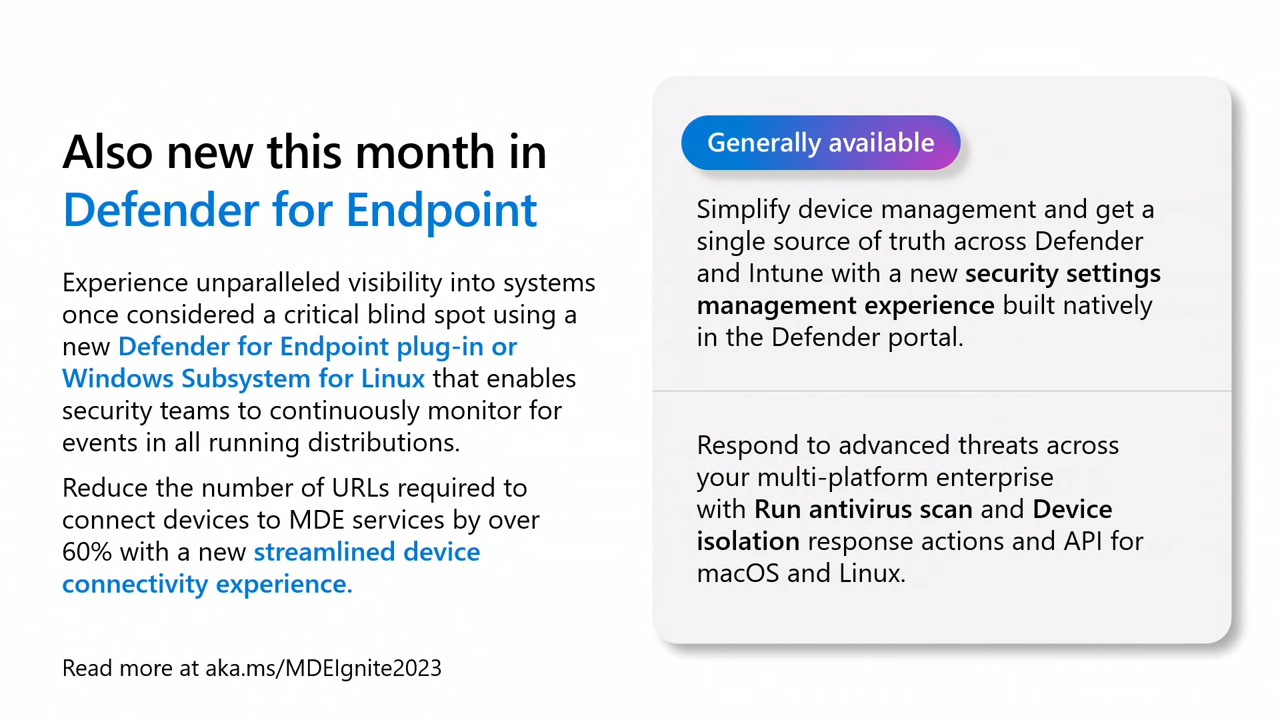 Also new this month in
Defender for Endpoint
Experience unparalleled visibility into systems
once considered a critical blind spot using a
new Defender for Endpoint plug-in or
Windows Subsystem for Linux that enables
security teams to continuously monitor for
events in all running distributions.
Reduce the number of URLs required to
connect devices to MDE services by over
60% with a new streamlined device
connectivity experience.
Read more at aka.ms/MDEIgnite2023
Generally available
Simplify device management and get a
single source of truth across Defender
and Intune with a new security settings
management experience built natively
in the Defender portal.
Respond to advanced threats across
your multi-platform enterprise
with Run antivirus scan and Device
isolation response actions and API for
macOS and Linux.